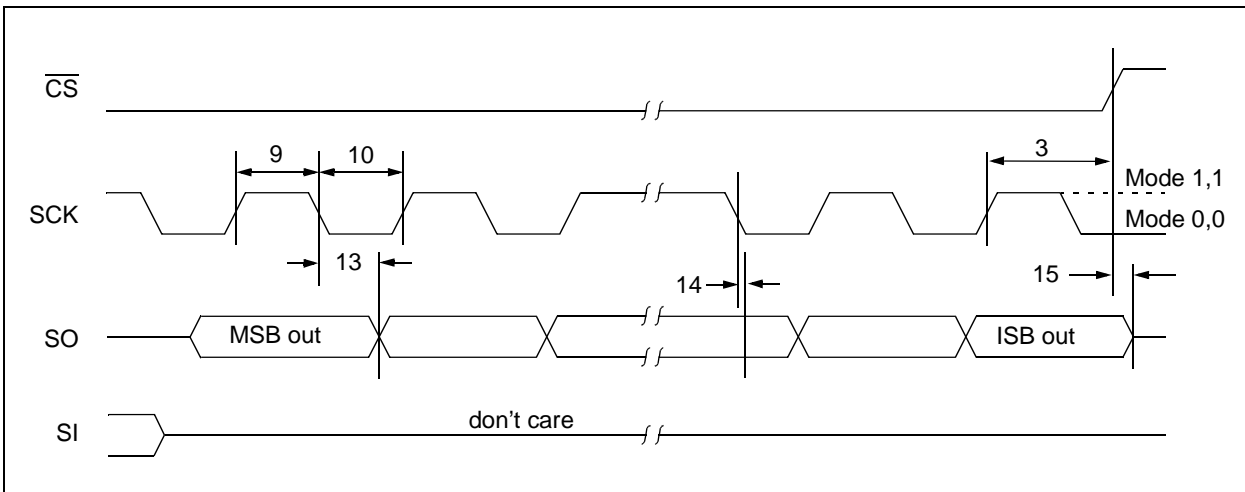 CS
9
10
3
Mode 1,1
SCK
Mode 0,0
13
14
15
SO
MSB out
ISB out
SI
don't care